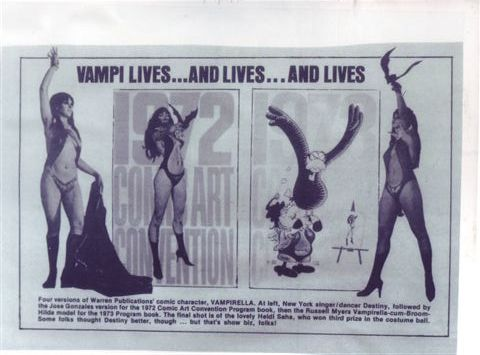 VAMPI LIVES...AND LIVES...AND LIVES
1972
COMIC ART
CONVENTION
1973
Four versions of Warren Publications' comic character, VAMPIRELLA. At left, New York singer/dancer Destiny, followed by
the Jose Gonzales version for the 1972 Comic Art Convention Program book, then the Russell Myers Vampirella-cum-Broom-
Hilda model for the 1973 Program book. The final shot is of the lovely Heidi Saha, who won third prize in the costume ball.
Some folks thought Destiny better, though ... but that's show biz, folks!